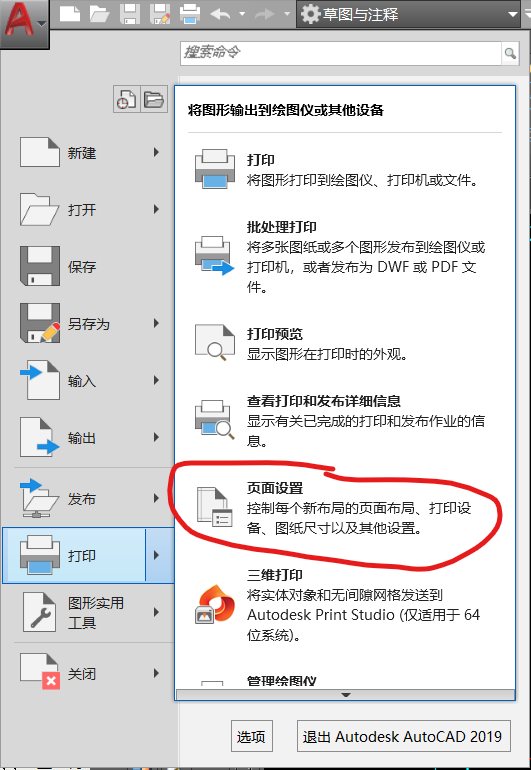 草图与注释
搜索命令
将图形输出到绘图仪或其他设备
新建
打开
保存
另存为
输入
输出
发布
打印
图形实用
工具
关闭
打印
将图形打印到绘图仪、打印机或文件。
批处理打印
将多张图纸或多个图形发布到绘图仪或
打印机，或者发布为 DWF 或 PDF 文
件。
打印预览
显示图形在打印时的外观。
查看打印和发布详细信息
显示有关已完成的打印和发布作业的信
息。
页面设置
控制每个新布局的页面布局、打印设
备、图纸尺寸以及其他设置。
三维打印
将实体对象和无间隙网格发送到
Autodesk Print Studio (仅适用于 64
位系统)。
管理绘图仪
选项
退出 Autodesk AutoCAD 2019